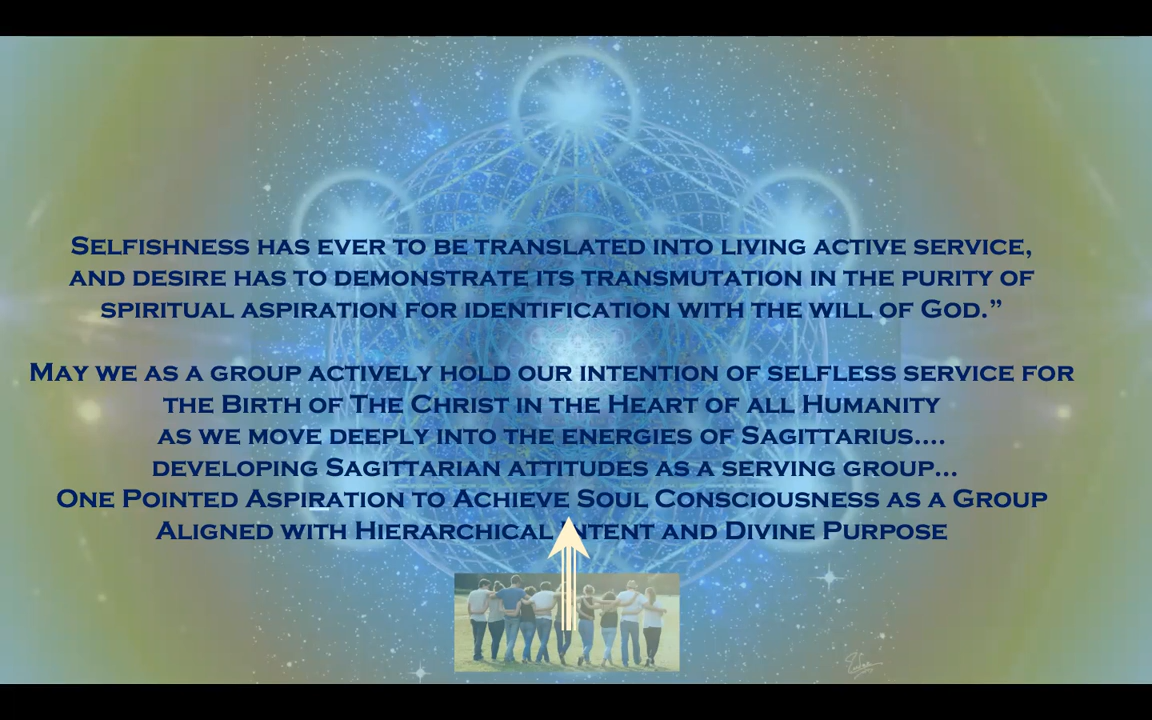 Selfishness has ever to be translated into living active service,
and desire has to demonstrate its transmutation in the purity of
spiritual aspiration for identification with the will of God.”
May we as a group actively hold our intention of selfless service for
the Birth of The Christ in the Heart of all Humanity
as we move deeply into the energies of Sagittarius....
developing Sagittarian attitudes as a serving group...
One Pointed Aspiration to Achieve Soul Consciousness as a Group
Aligned with Hierarchical Intent and Divine Purpose